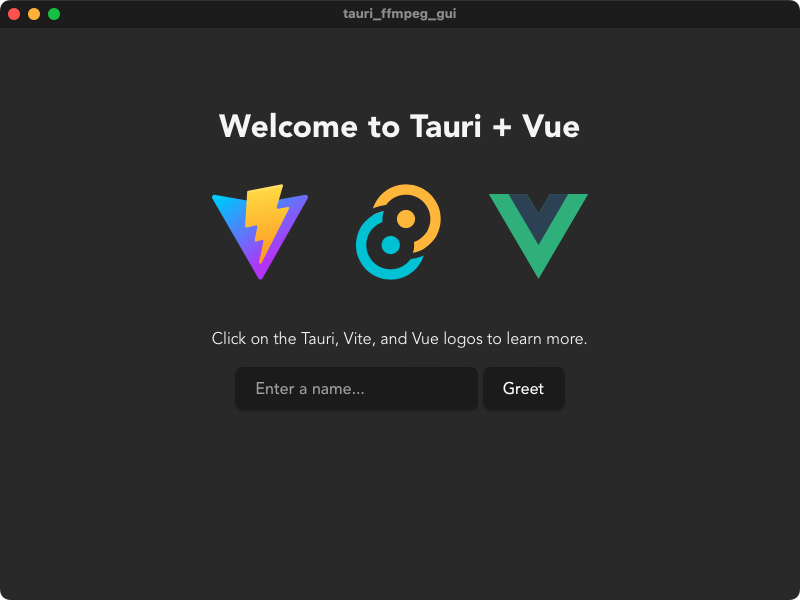 tauri_ffmpeg_gui
Welcome to Tauri + Vue
Click on the Tauri, Vite, and Vue logos to learn more.
Enter a name...
Greet